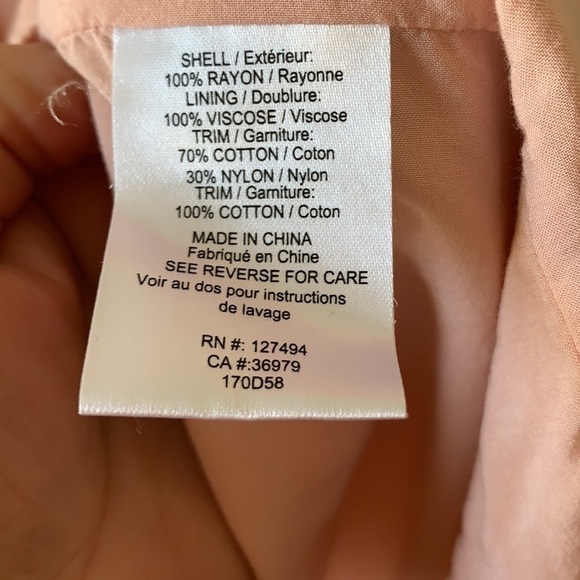 SHELL / Extérieur:
100% RAYON / Rayonne
LINING / Doublure:
100% VISCOSE / Viscose
TRIM / Garniture:
70% COTTON / Coton
30% NYLON / Nylon
TRIM / Garniture:
100% COTTON / Coton
MADE IN CHINA
Fabriqué en Chine
SEE REVERSE FOR CARE
Voir au dos pour instructions
de lavage
RN #: 127494
CA #:36979
170D58